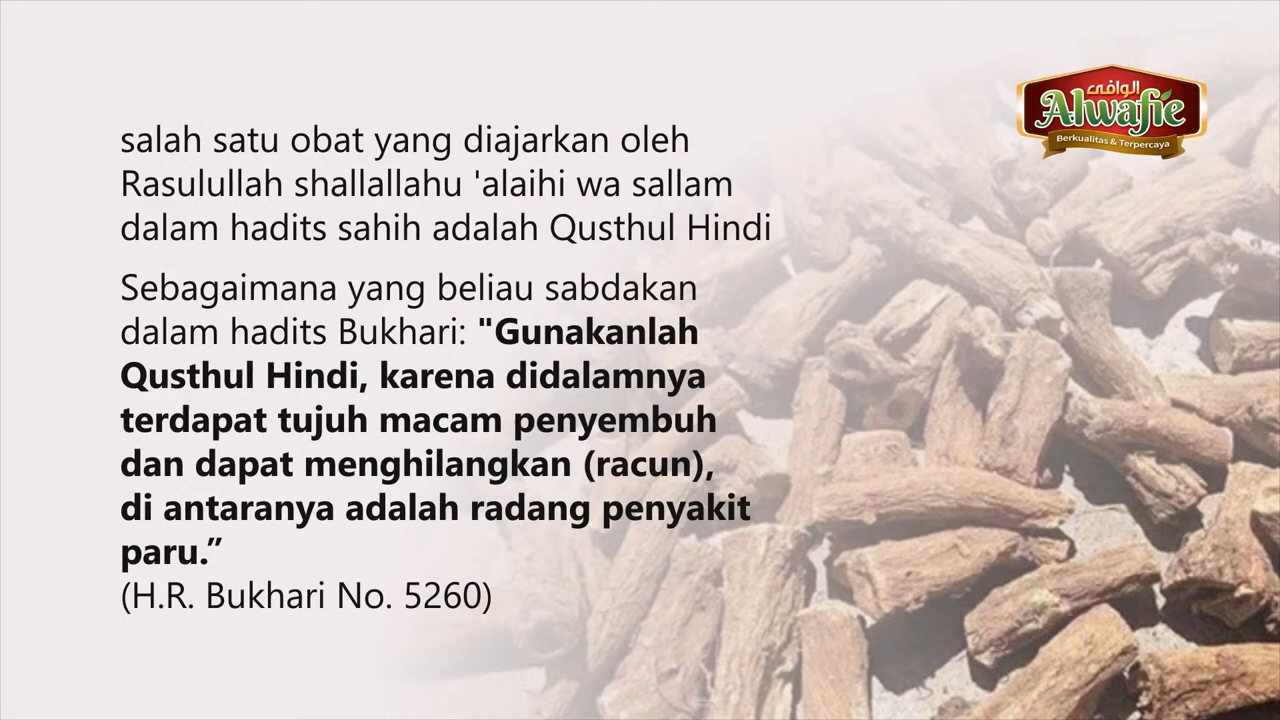 الوافي
Alwafie
Berkualitas & Terpercaya
salah satu obat yang diajarkan oleh
Rasulullah shallallahu 'alaihi wa sallam
dalam hadits sahih adalah Qusthul Hindi
Sebagaimana yang beliau sabdakan
dalam hadits Bukhari: "Gunakanlah
Qusthul Hindi, karena didalamnya
terdapat tujuh macam penyembuh
dan dapat menghilangkan (racun),
di antaranya adalah radang penyakit
paru.”
(H.R. Bukhari No. 5260)